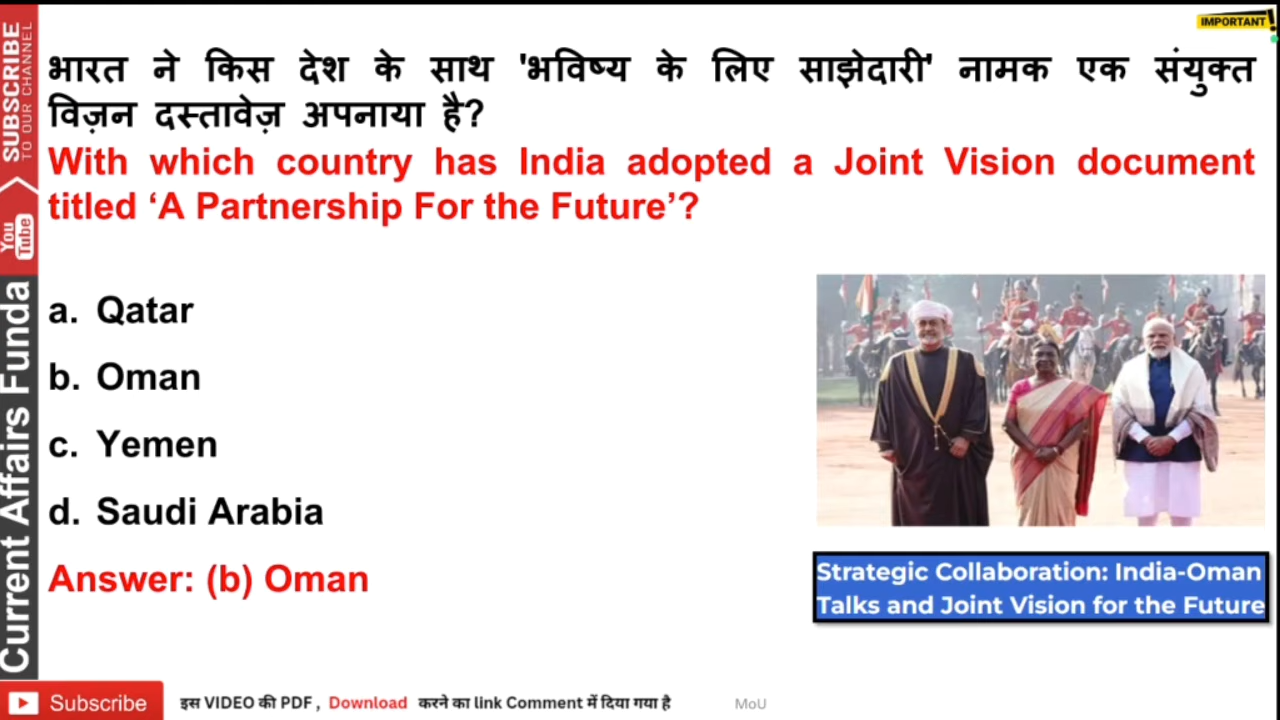 IMPORTANT!
भारत ने किस देश के साथ 'भविष्य के लिए साझेदारी' नामक एक संयुक्त
विज़न दस्तावेज़ अपनाया है?
With which country has India adopted a Joint Vision document
titled ‘A Partnership For the Future’?
a. Qatar
b. Oman
c. Yemen
d. Saudi Arabia
Answer: (b) Oman
Strategic Collaboration: India-Oman
Talks and Joint Vision for the Future
SUBSCRIBE
TO OUR CHANNEL
You
Tube
Current Affairs Funda
Subscribe
इस VIDEO की PDF , Download करने का link Comment में दिया गया है
MoU